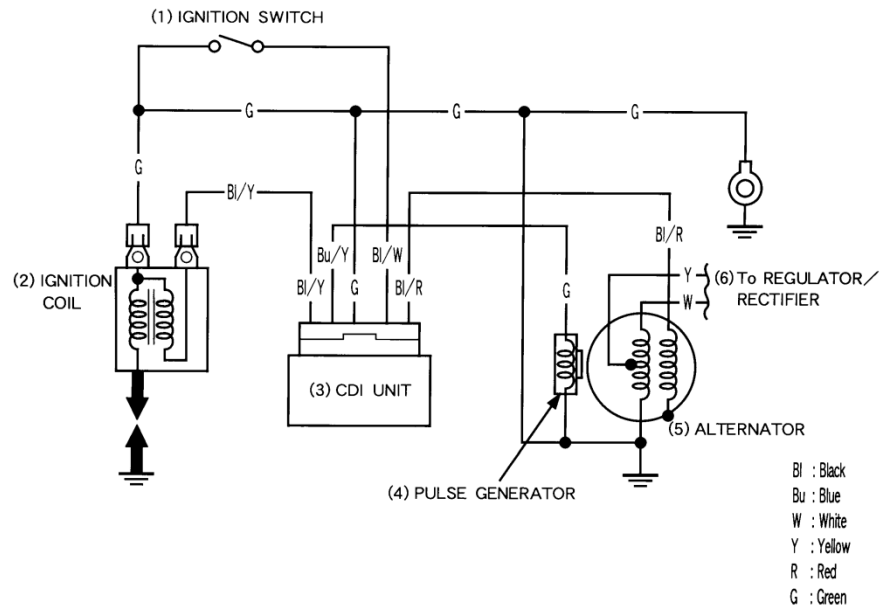 (1) IGNITION SWITCH
G
G
G
G
G
Bl/Y
Bl/Y
Bu/Y
G
Bl/W
Bl/R
G
Bl/R
Y
W
(6) To REGULATOR/
RECTIFIER
(2) IGNITION
COIL
(3) CDI UNIT
(5) ALTERNATOR
(4) PULSE GENERATOR
Bl : Black
Bu : Blue
W : White
Y : Yellow
R : Red
G : Green